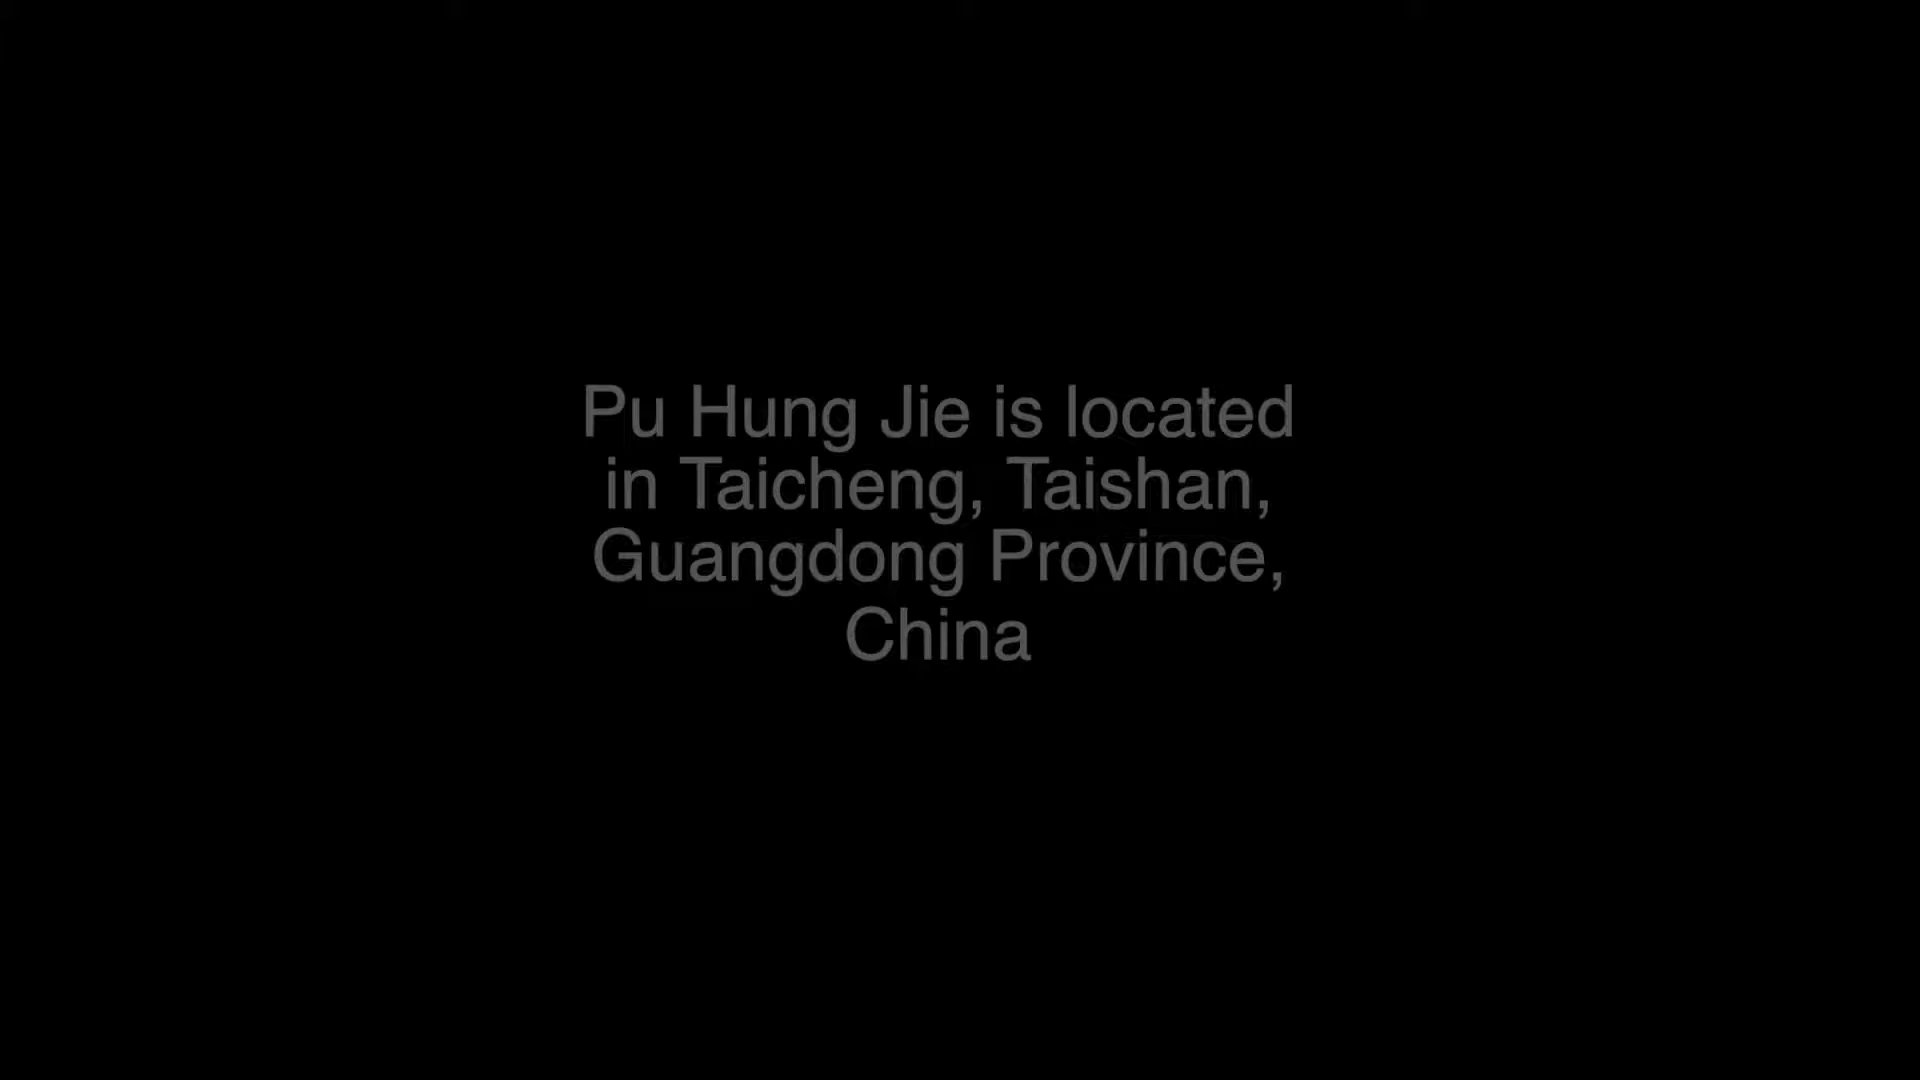 Pu Hung Jie is located
in Taicheng, Taishan,
Guangdong Province,
China